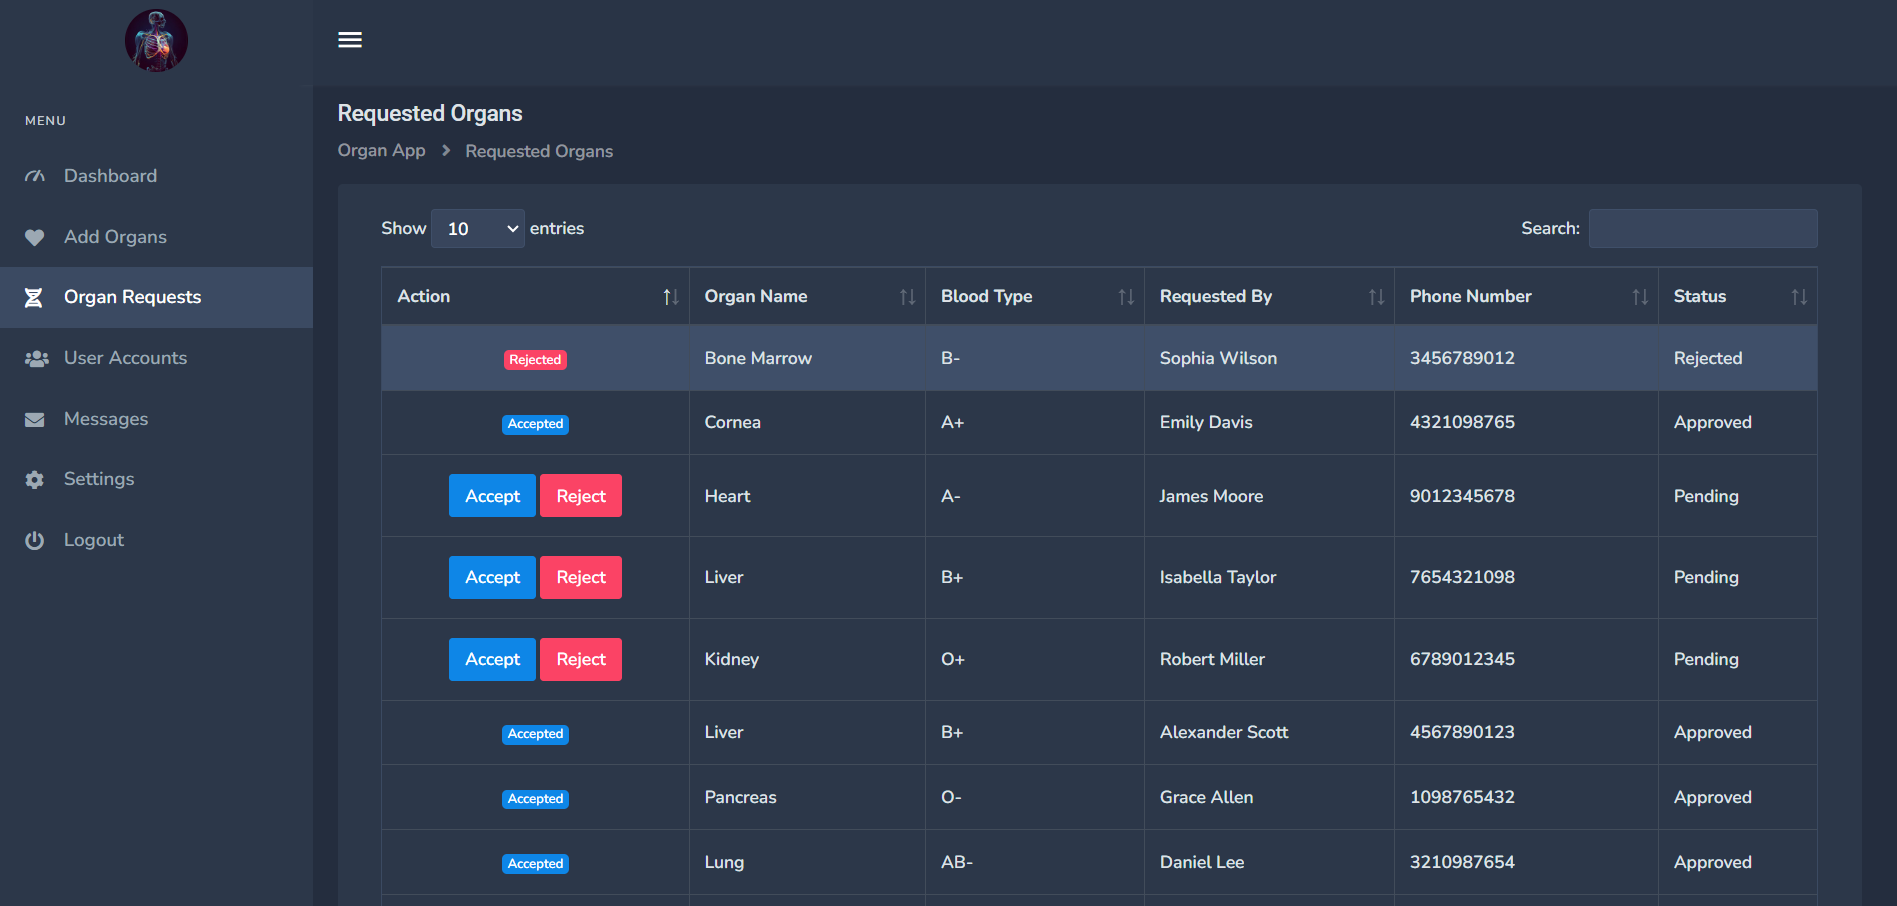 MENU
Dashboard
Add Organs
Organ Requests
User Accounts
Messages
Settings
Logout
Requested Organs
Organ App Requested Organs
Show 10 entries Search:
Action Organ Name Blood Type Requested By Phone Number Status
Rejected Bone Marrow B- Sophia Wilson 3456789012 Rejected
Accepted Cornea A+ Emily Davis 4321098765 Approved
Accept Reject Heart A- James Moore 9012345678 Pending
Accept Reject Liver B+ Isabella Taylor 7654321098 Pending
Accept Reject Kidney O+ Robert Miller 6789012345 Pending
Accepted Liver B+ Alexander Scott 4567890123 Approved
Accepted Pancreas O- Grace Allen 1098765432 Approved
Accepted Lung AB- Daniel Lee 3210987654 Approved